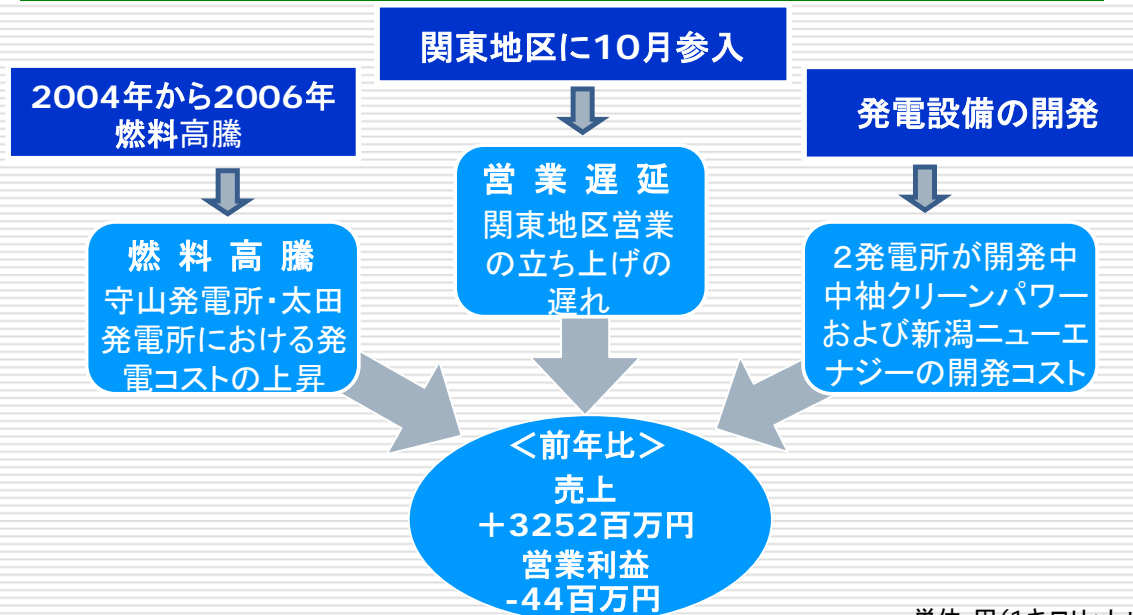 関東地区に10月参入
2004年から2006年
燃料高騰
発電設備の開発
営業遅延
関東地区営業
の立ち上げの
遅れ
燃料高騰
守山発電所・太田
発電所における発
電コストの上昇
2発電所が開発中
中袖クリーンパワー
および新潟ニューエ
ナジーの開発コスト
＜前年比＞
売上
＋3252百万円
営業利益
-44百万円